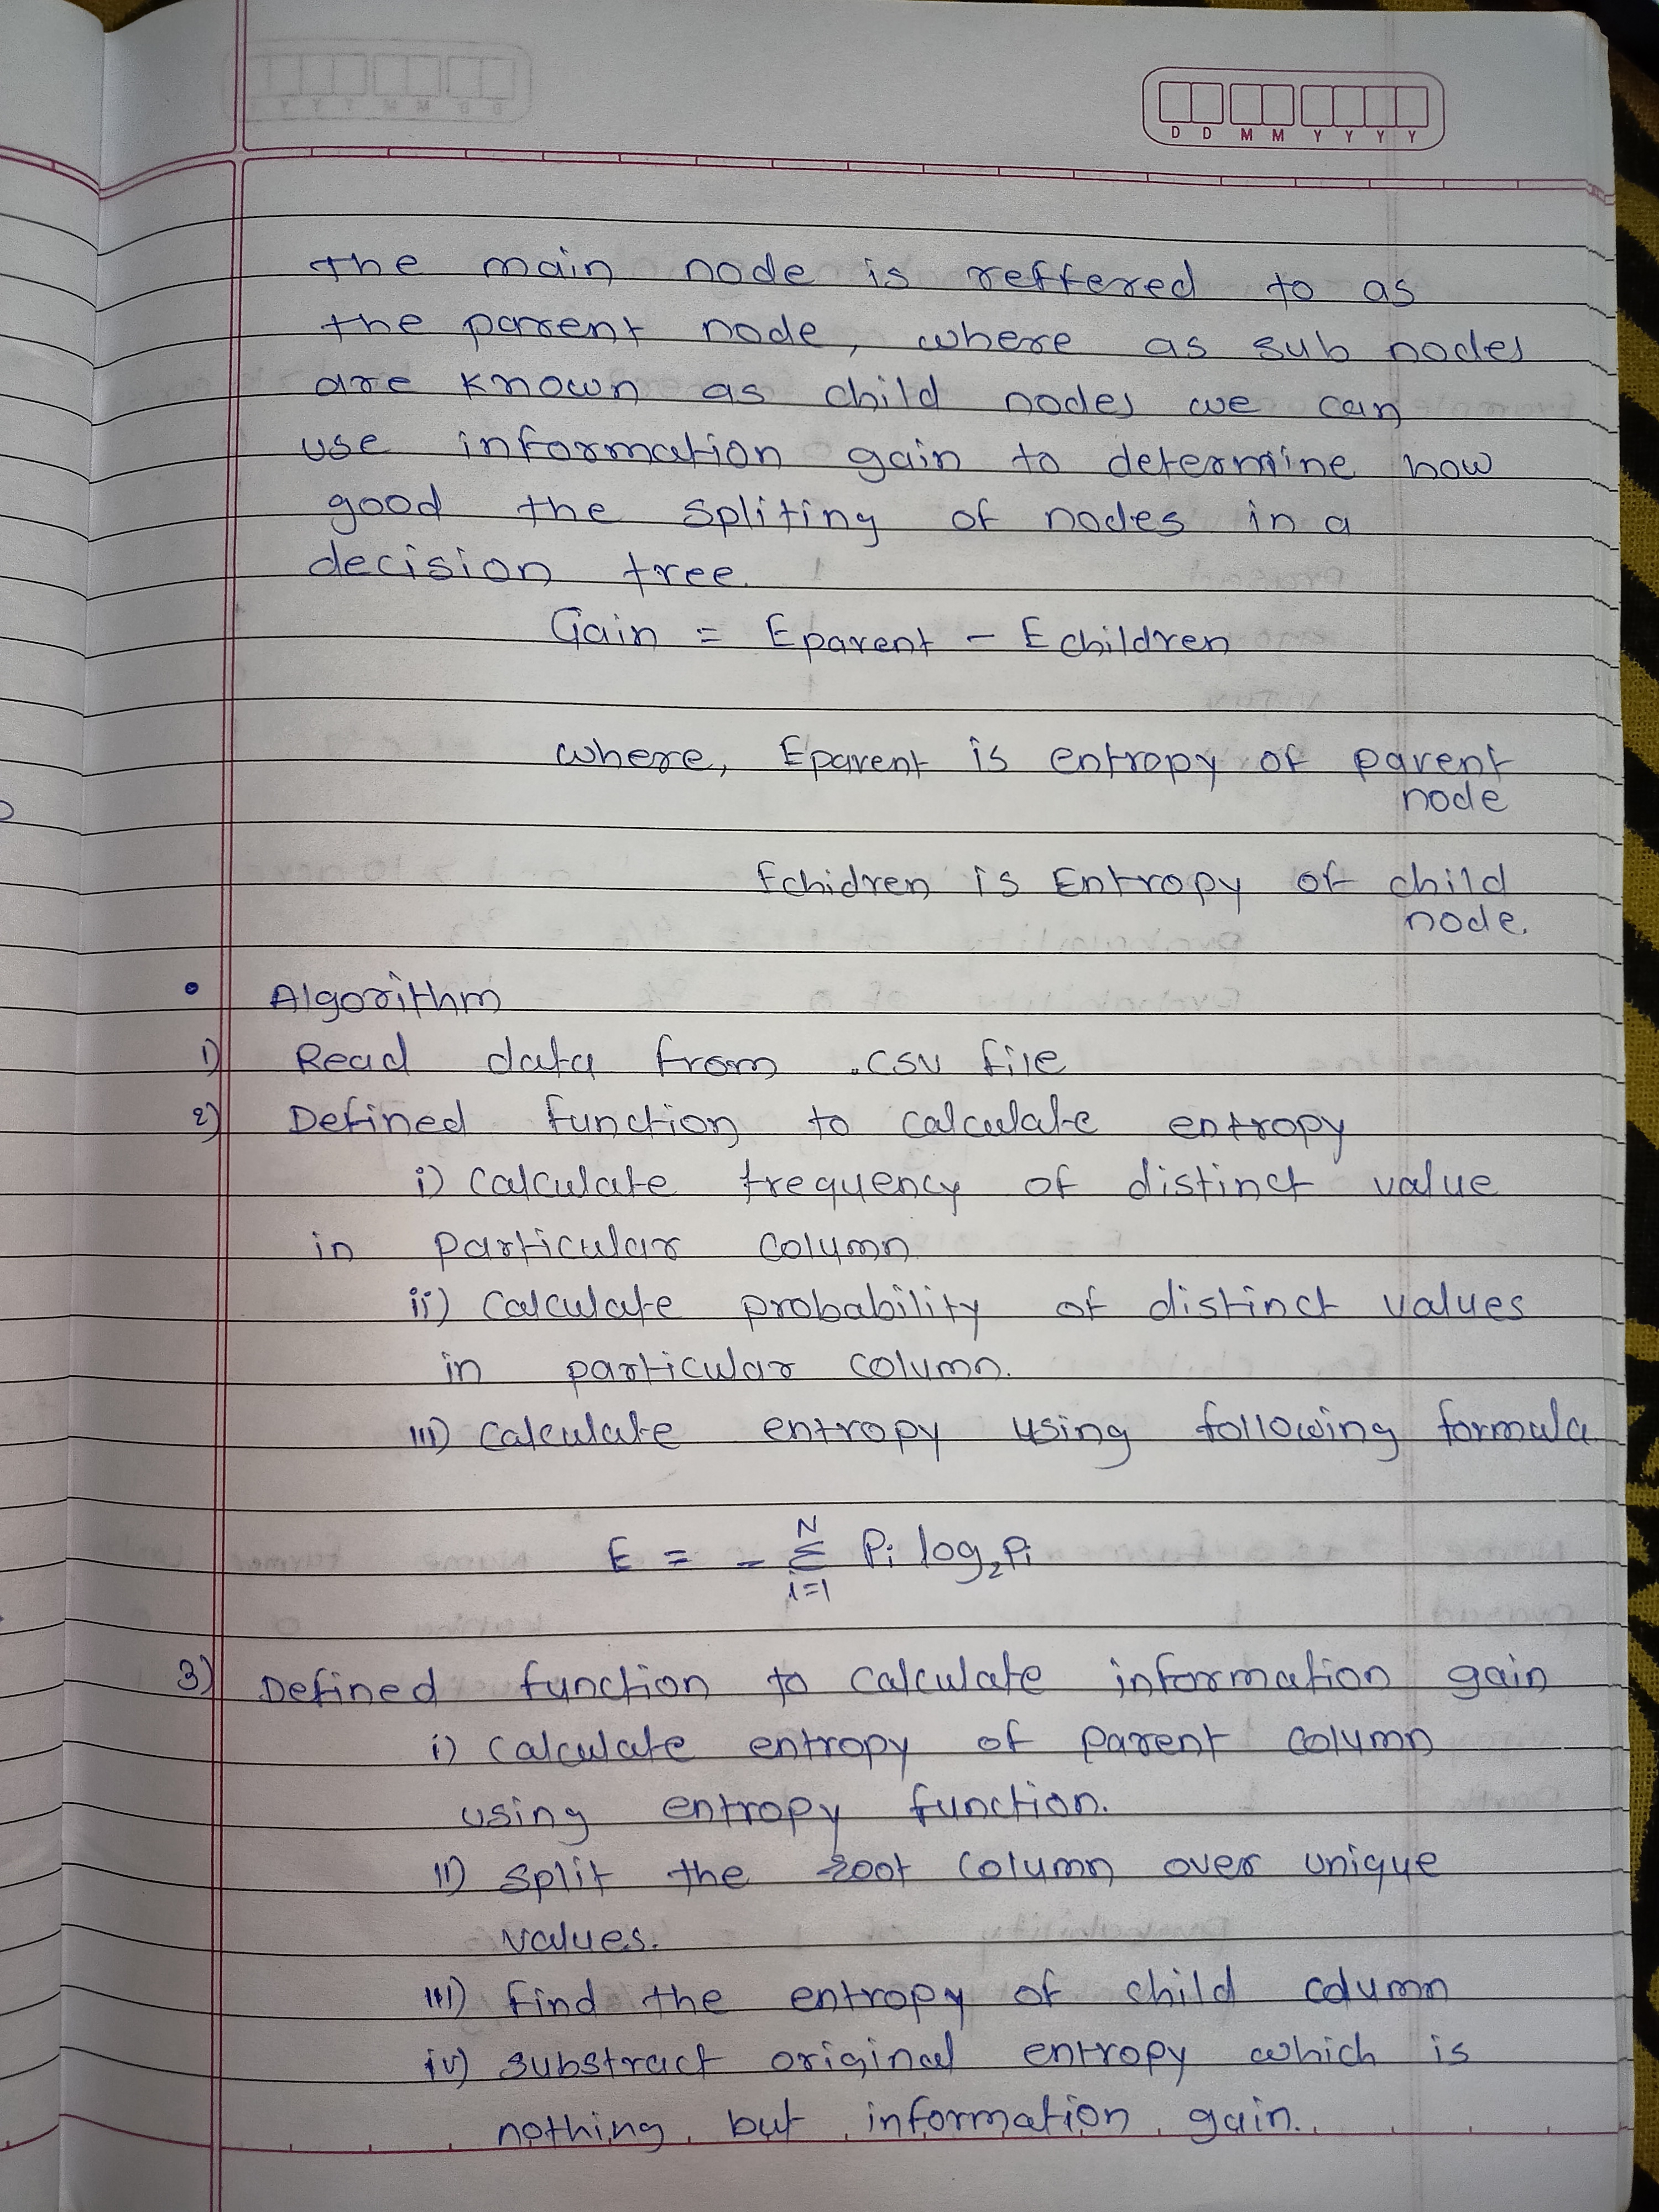 D D M M Y Y Y Y
the main node is reffered to as
the parent node, where as sub nodes
are known as child nodes we can
use information gain to determine how
good the spliting of nodes in a
decision tree.
Gain = Eparent - Echildren
where, Eparent is entropy of parent
node
Echidren is Entropy of child
node.
• Algorithm
1) Read data from .csv file
2) Defined function to calculate entropy
i) calculate frequency of distinct value
in particular column
ii) calculate probability of distinct values
in particular column.
iii) calculate entropy using following formula
E = - N Σ i=1 Pi log₂Pi
3) Defined function to calculate information gain
i) calculate entropy of parent column
using entropy function.
ii) split the root column over unique
values.
iii) find the entropy of child column
iv) substract original entropy which is
nothing but information gain.